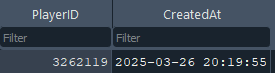 PlayerID CreatedAt
Filter Filter
3262119 2025-03-26 20:19:55